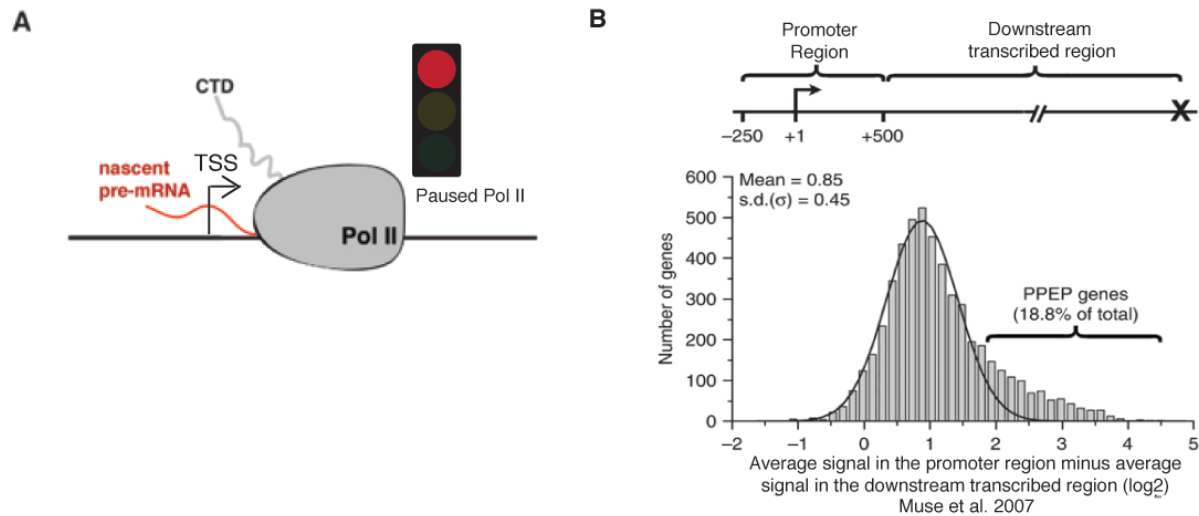 A
CTD
nascent
pre-mRNA
TSS
Pol II
Paused Pol II
B
Promoter
Region
Downstream
transcribed region
–250
+1
+500
X
Mean = 0.85
s.d.(σ) = 0.45
PPEP genes
(18.8% of total)
Number of genes
600
500
400
300
200
100
0
–2
–1
0
1
2
3
4
5
Average signal in the promoter region minus average
signal in the downstream transcribed region (log2)
Muse et al. 2007